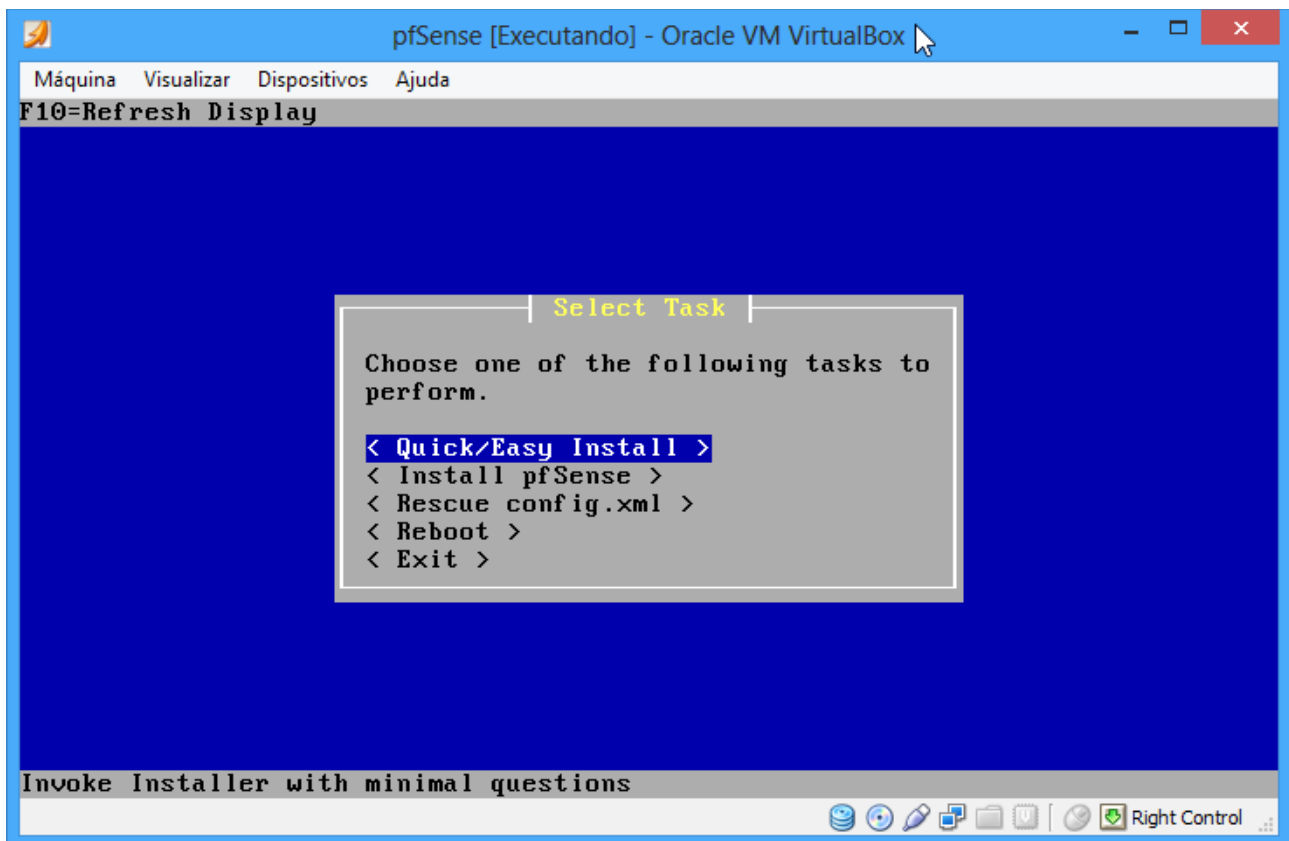 pfSense [Executando] - Oracle VM VirtualBox
Máquina Visualizar Dispositivos Ajuda
F10=Refresh Display
Select Task
Choose one of the following tasks to
perform.
< Quick/Easy Install >
< Install pfSense >
< Rescue config.xml >
< Reboot >
< Exit >
Invoke Installer with minimal questions
Right Control